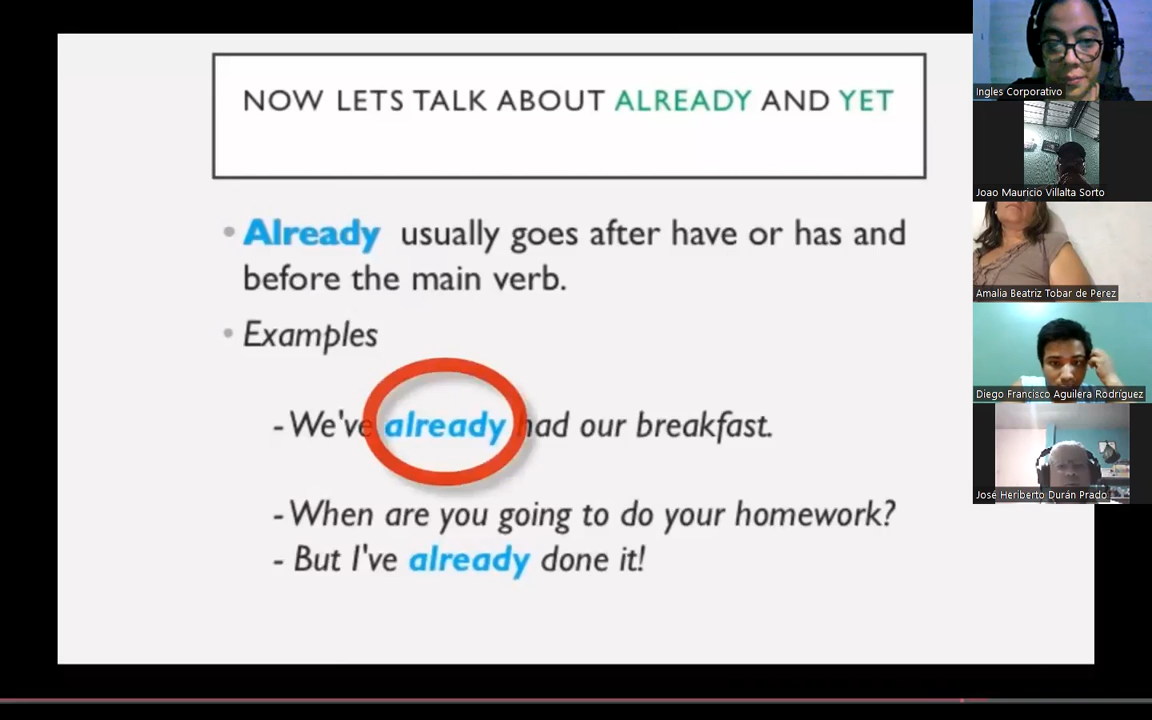 NOW LETS TALK ABOUT ALREADY AND YET
Already usually goes after have or has and
before the main verb.
Examples
- We've already had our breakfast.
- When are you going to do your homework?
- But I've already done it!
Ingles Corporativo
Joao Mauricio Villalta Sorto
Amalia Beatriz Tobar de Perez
Diego Francisco Aguilera Rodríguez
José Heriberto Durán Prado